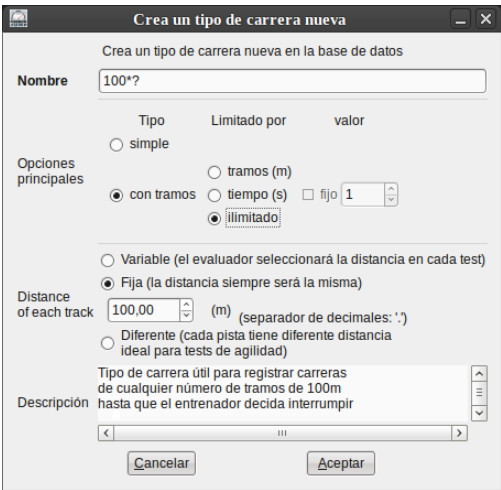 Crea un tipo de carrera nueva
Crea un tipo de carrera nueva en la base de datos
Nombre 100*?
Tipo Limitado por valor
simple
Opciones
principales
tramos (m)
con tramos tiempo (s) fijo 1
ilimitado
Variable (el evaluador seleccionará la distancia en cada test)
Fija (la distancia siempre será la misma)
Distance
of each track
100,00 (m) (separador de decimales: '.')
Diferente (cada pista tiene diferente distancia
ideal para tests de agilidad)
Descripción
Tipo de carrera útil para registrar carreras
de cualquier número de tramos de 100m
hasta que el entrenador decida interrumpir
Cancelar Aceptar